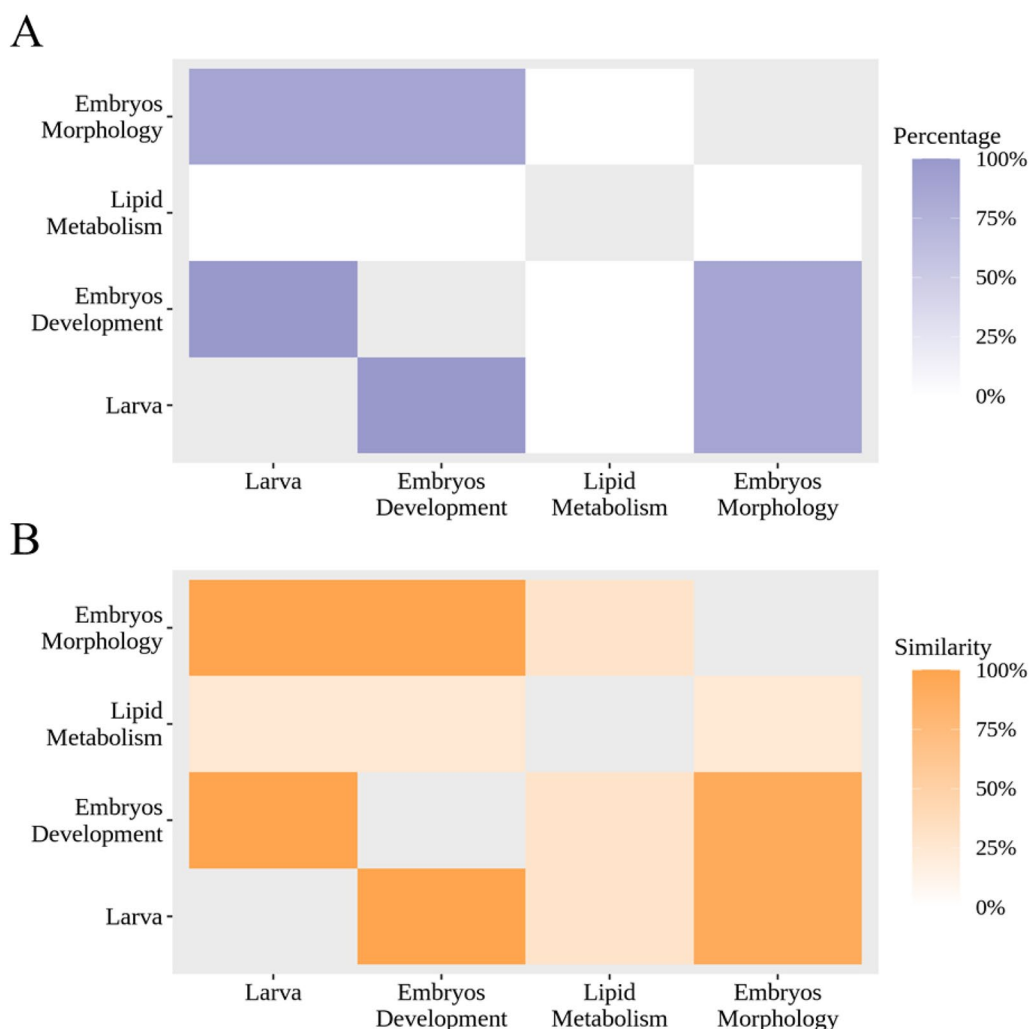 A
Embryos
Morphology
Lipid
Metabolism
Embryos
Development
Larva
Larva
Embryos
Development
Lipid
Metabolism
Embryos
Morphology
Percentage
100%
75%
50%
25%
0%
B
Embryos
Morphology
Lipid
Metabolism
Embryos
Development
Larva
Larva
Embryos
Development
Lipid
Metabolism
Embryos
Morphology
Similarity
100%
75%
50%
25%
0%